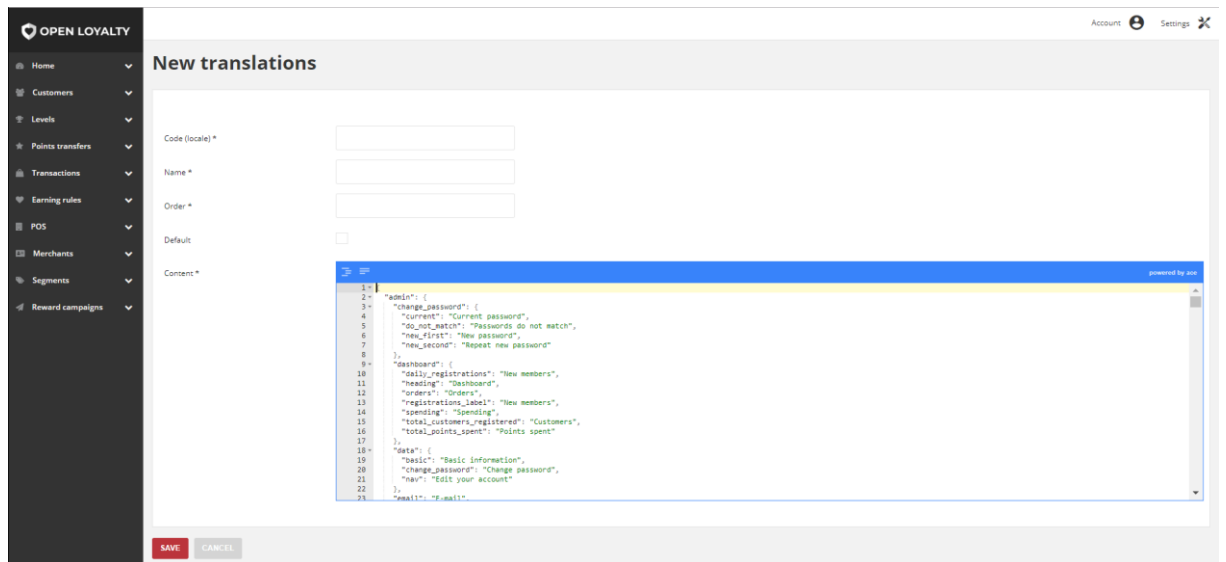 OPEN LOYALTY
Account
Settings
Home
Customers
Levels
Points transfers
Transactions
Earning rules
POS
Merchants
Segments
Reward campaigns
New translations
Code (locale) *
Name *
Order *
Default
Content *
powered by ace
1 {
2 "admin": {
3 "change_password": {
4 "current": "Current password",
5 "do_not_match": "Passwords do not match",
6 "new_first": "New password",
7 "new_second": "Repeat new password"
8 },
9 "dashboard": {
10 "daily_registrations": "New members",
11 "heading": "Dashboard",
12 "orders": "Orders",
13 "registrations_label": "New members",
14 "spending": "Spending",
15 "total_customers_registered": "Customers",
16 "total_points_spent": "Points spent"
17 },
18 "data": {
19 "basic": "Basic information",
20 "change_password": "Change password",
21 "nav": "Edit your account"
22 },
23 "email": "E-mail",
SAVE
CANCEL